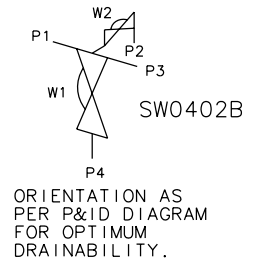 W2
P1
P2
P3
W1
SW0402B
P4
ORIENTATION AS
PER P&ID DIAGRAM
FOR OPTIMUM
DRAINABILITY.